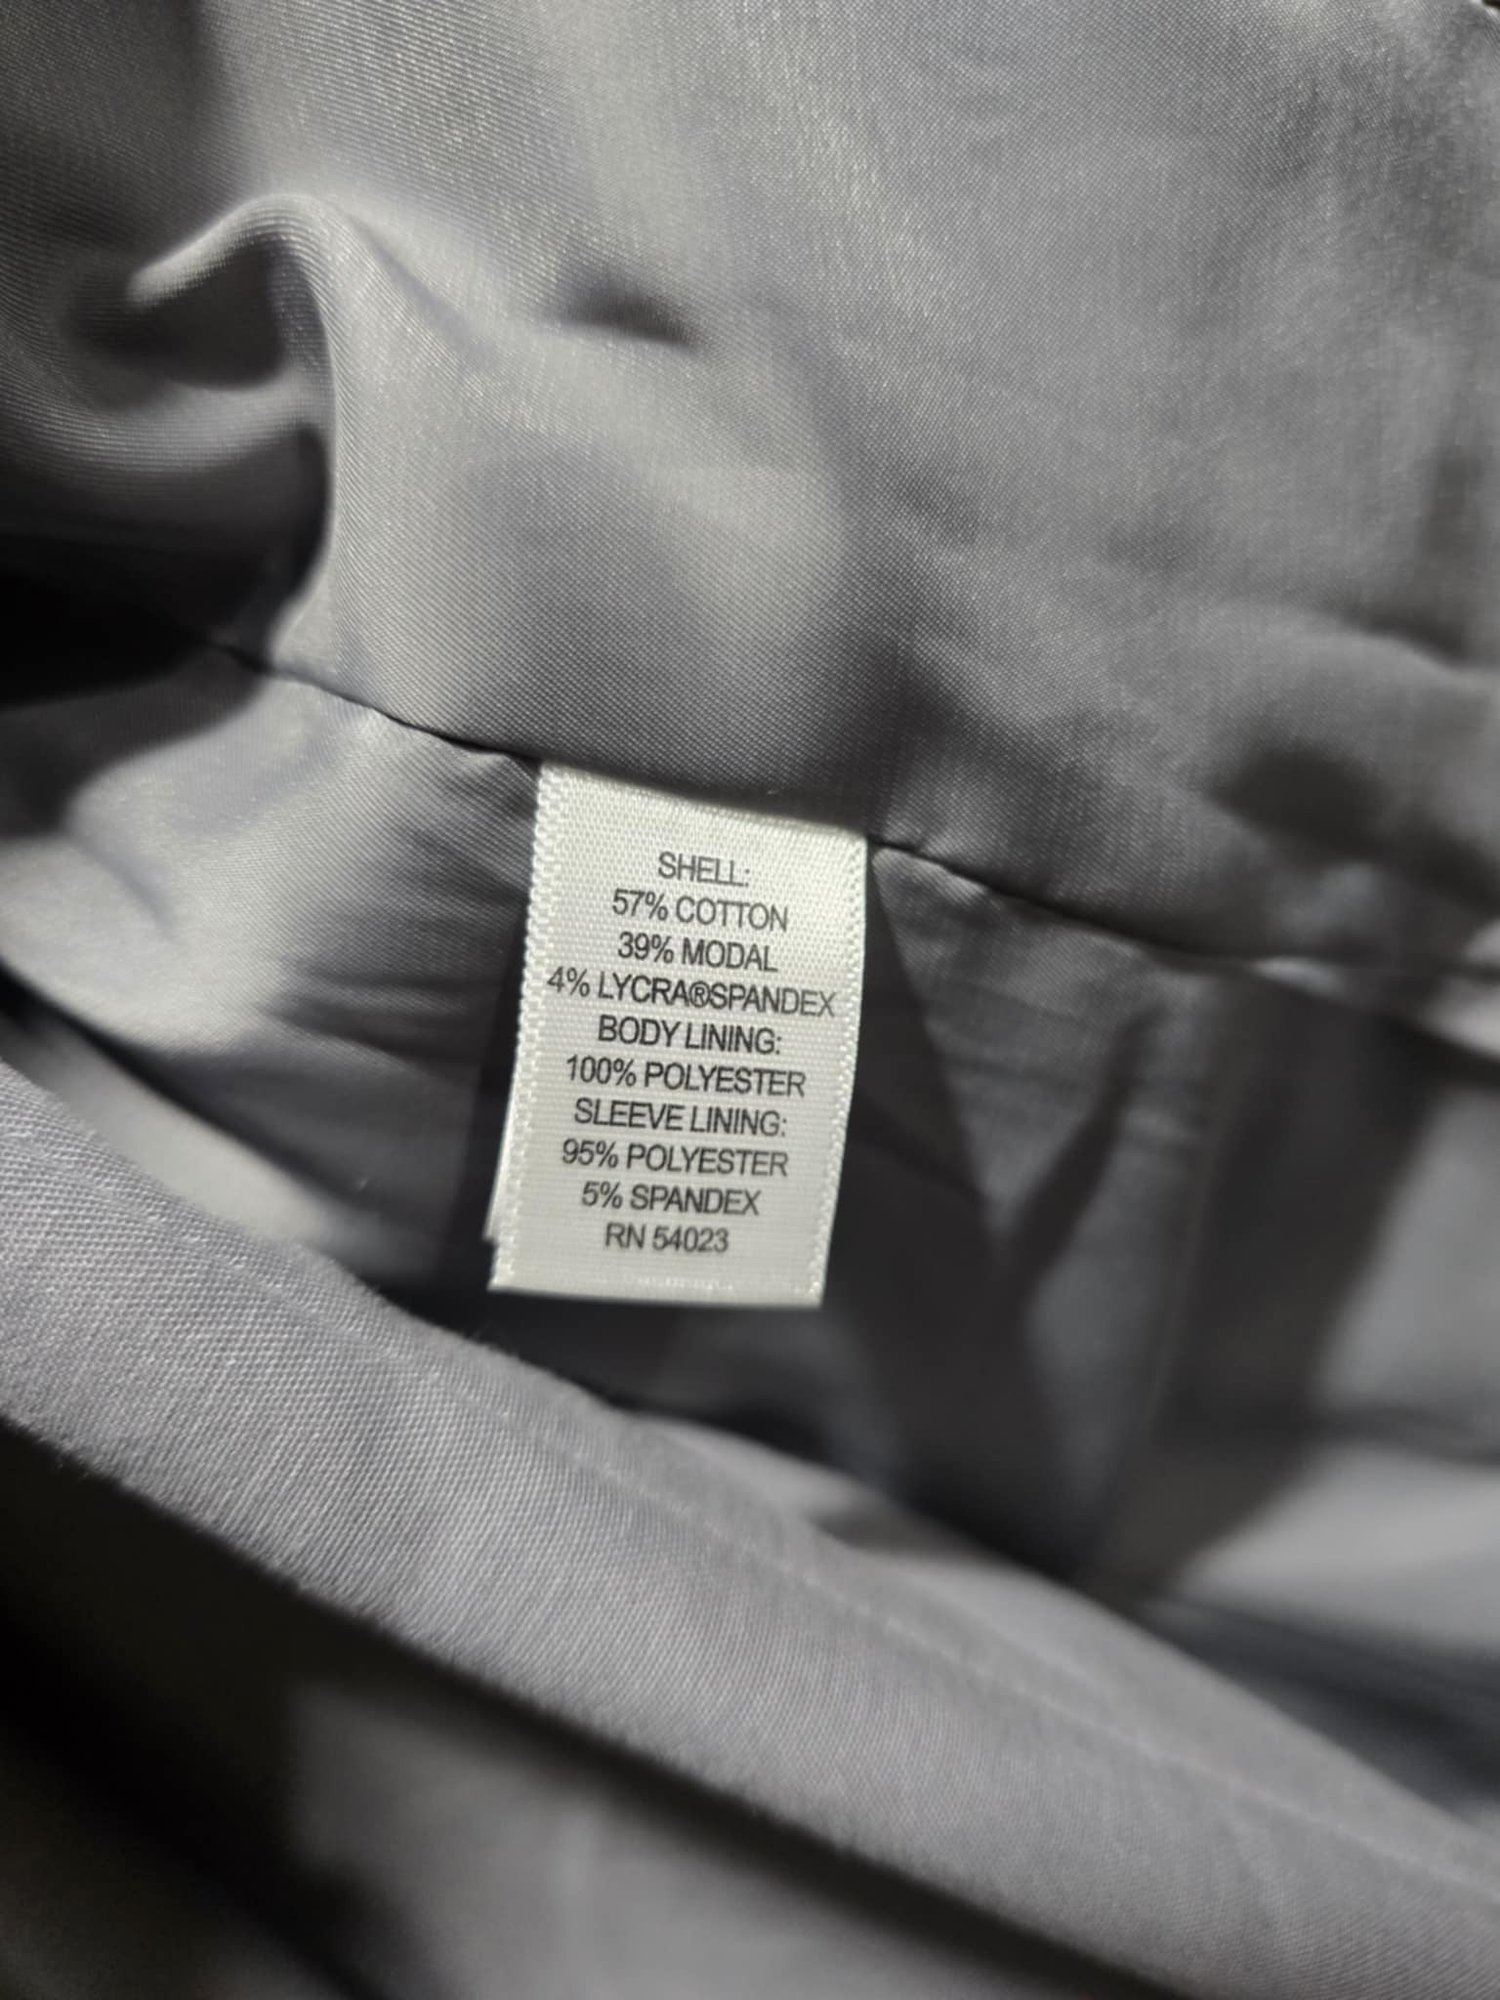 SHELL:
57% COTTON
39% MODAL
4% LYCRA®SPANDEX
BODY LINING:
100% POLYESTER
SLEEVE LINING:
95% POLYESTER
5% SPANDEX
RN 54023